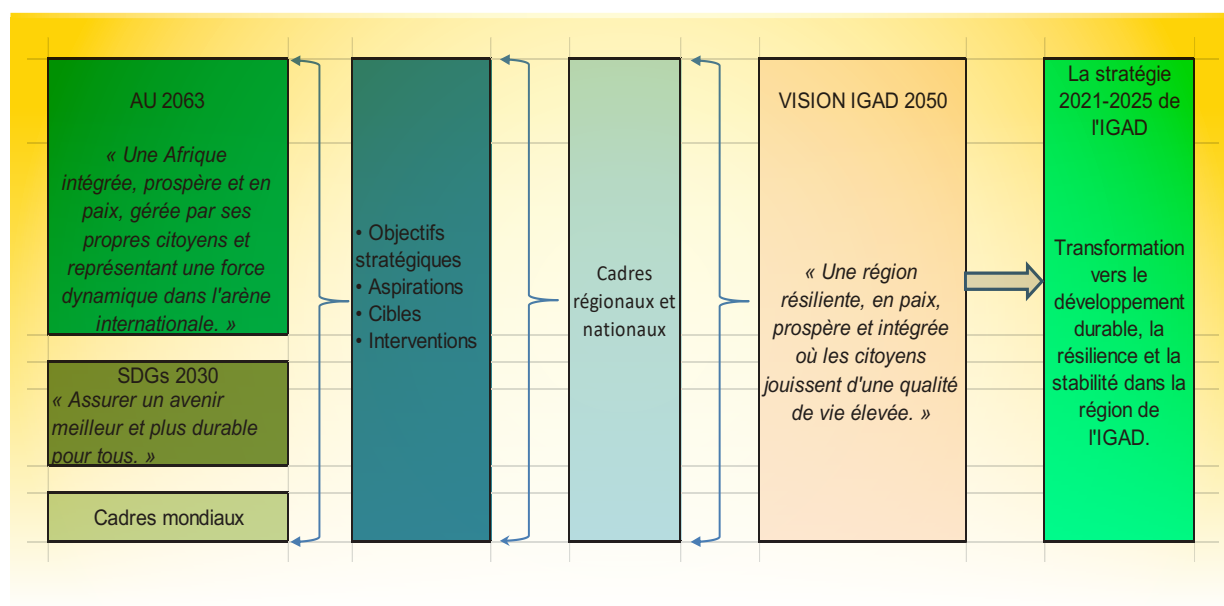 AU 2063
« Une Afrique
intégrée, prospère et en
paix, gérée par ses
propres citoyens et
représentant une force
dynamique dans l'arène
internationale. »
SDGs 2030
« Assurer un avenir
meilleur et plus durable
pour tous. »
Cadres mondiaux
• Objectifs
stratégiques
• Aspirations
• Cibles
• Interventions
Cadres
régionaux et
nationaux
VISION IGAD 2050
« Une région
résiliente, en paix,
prospère et intégrée
où les citoyens
jouissent d'une qualité
de vie élevée. »
La stratégie
2021-2025 de
l'IGAD
Transformation
vers le
développement
durable, la
résilience et la
stabilité dans la
région de
l'IGAD.